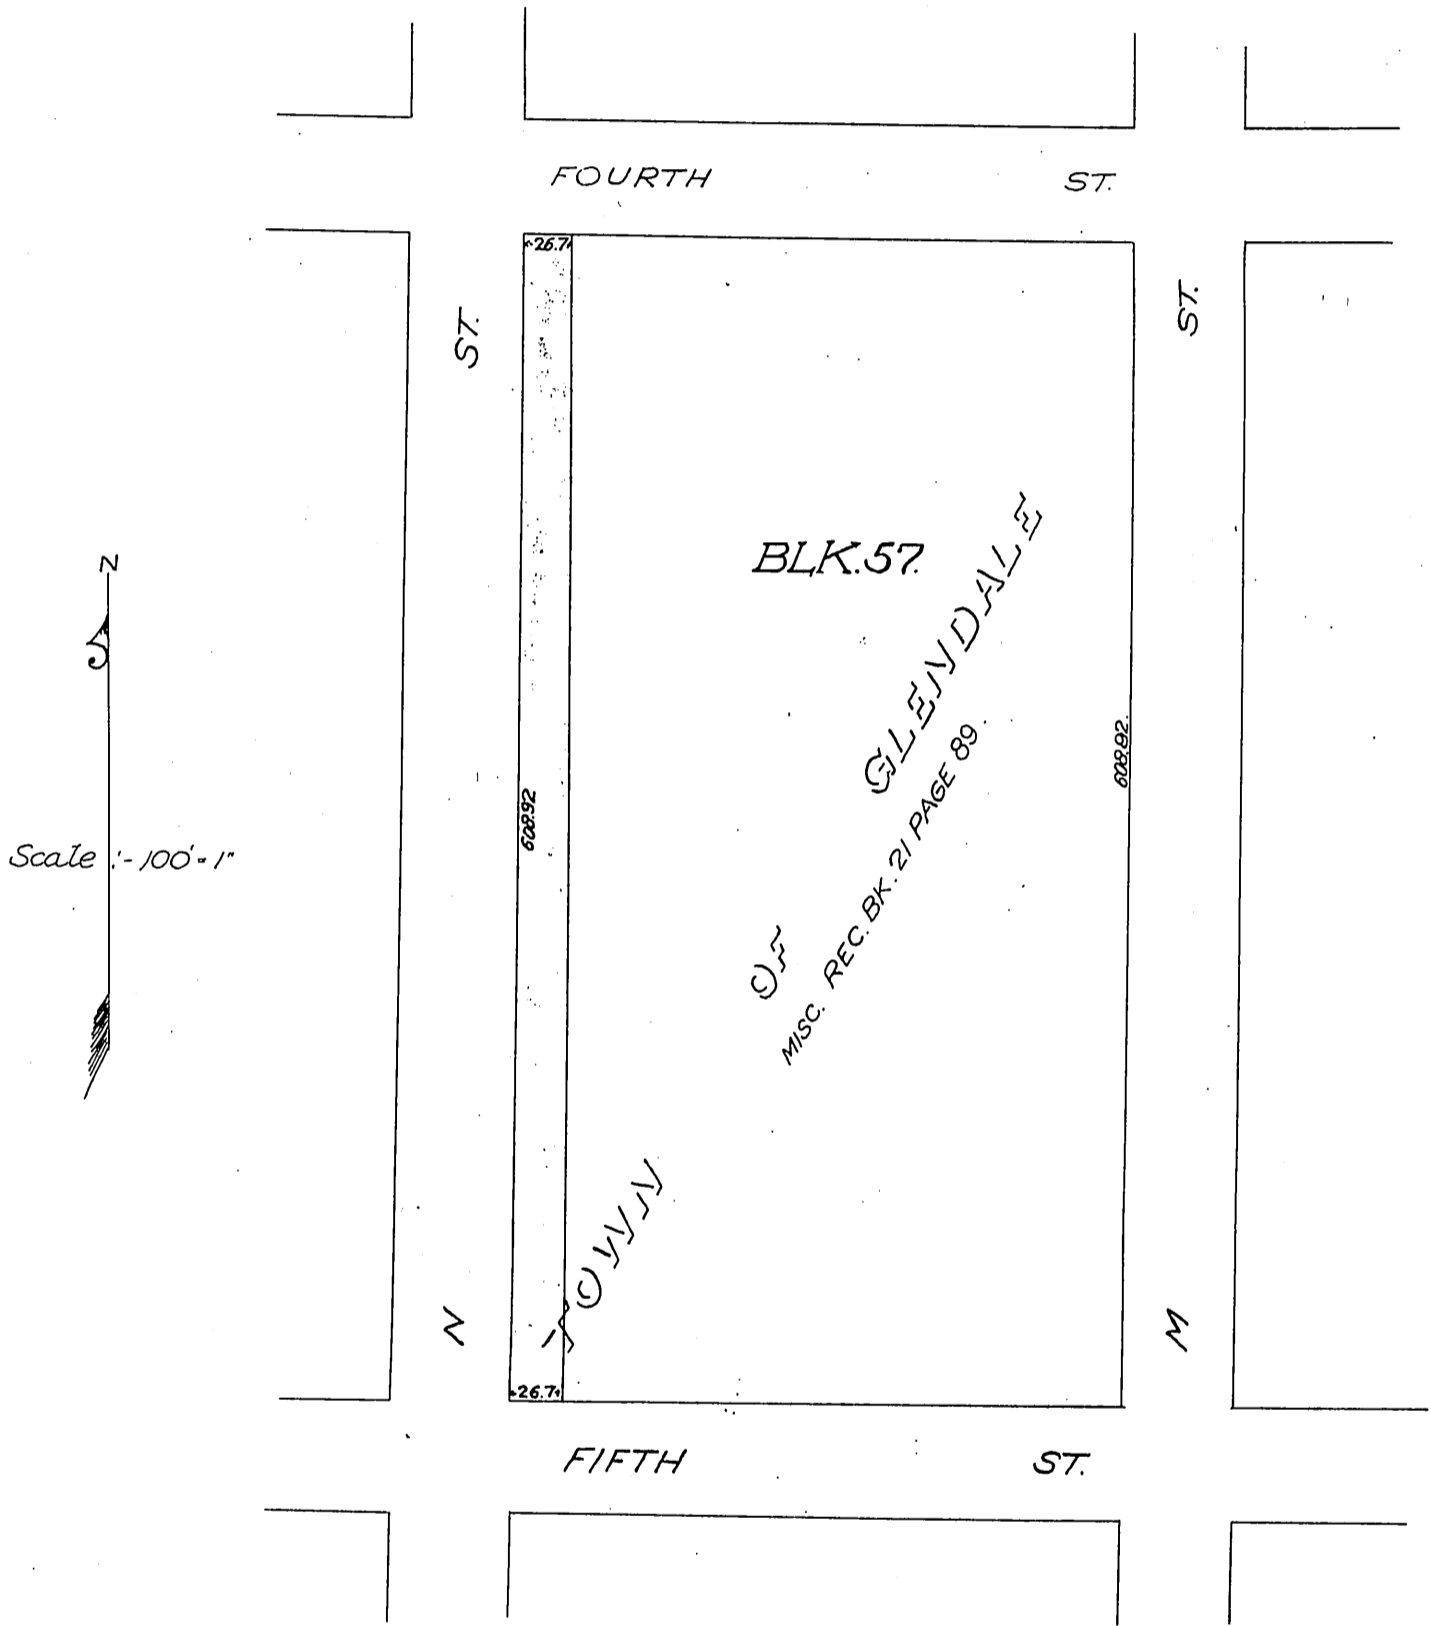 FOURTH ST.
26.7
ST.
ST.
N
BLK.57.
TOWN OF GLENDALE
MISC. REC. BK. 21 PAGE 89.
608.92
608.92.
Scale :- 100' = 1"
N
M
26.7
FIFTH ST.